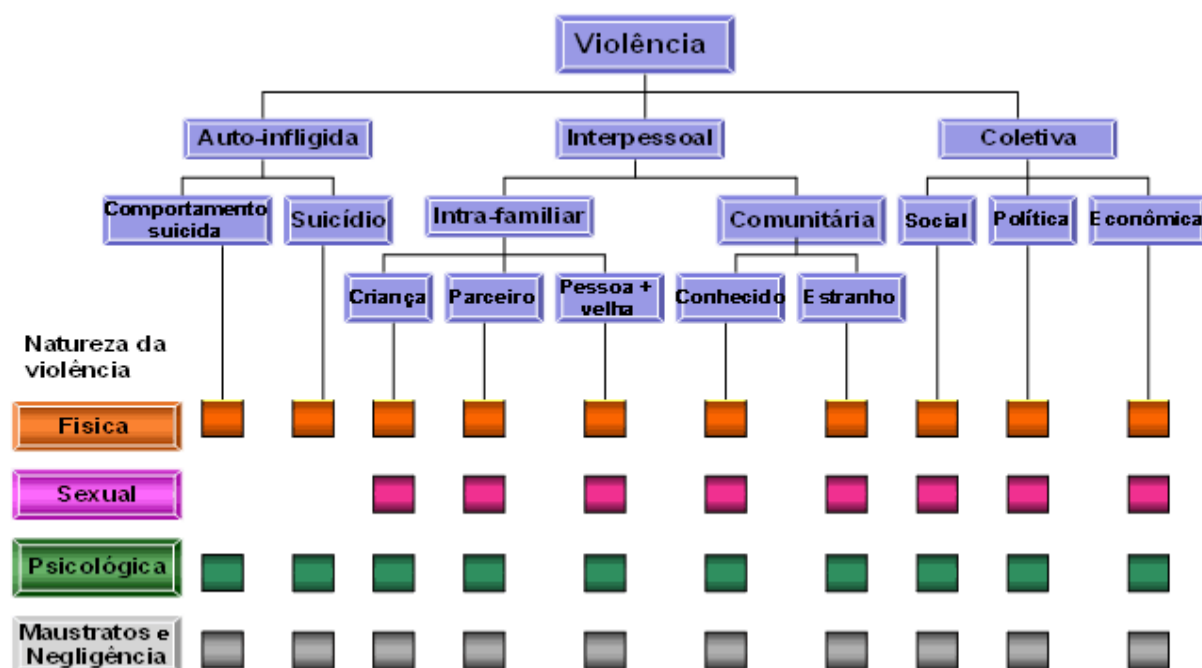 Violência
Auto-infligida
Interpessoal
Coletiva
Comportamento
suicida
Suicídio
Intra-familiar
Comunitária
Social
Política
Econômica
Criança
Parceiro
Pessoa +
velha
Conhecido
Estranho
Natureza da
violência
Fisica
Sexual
Psicológica
Maustratos e
Negligência